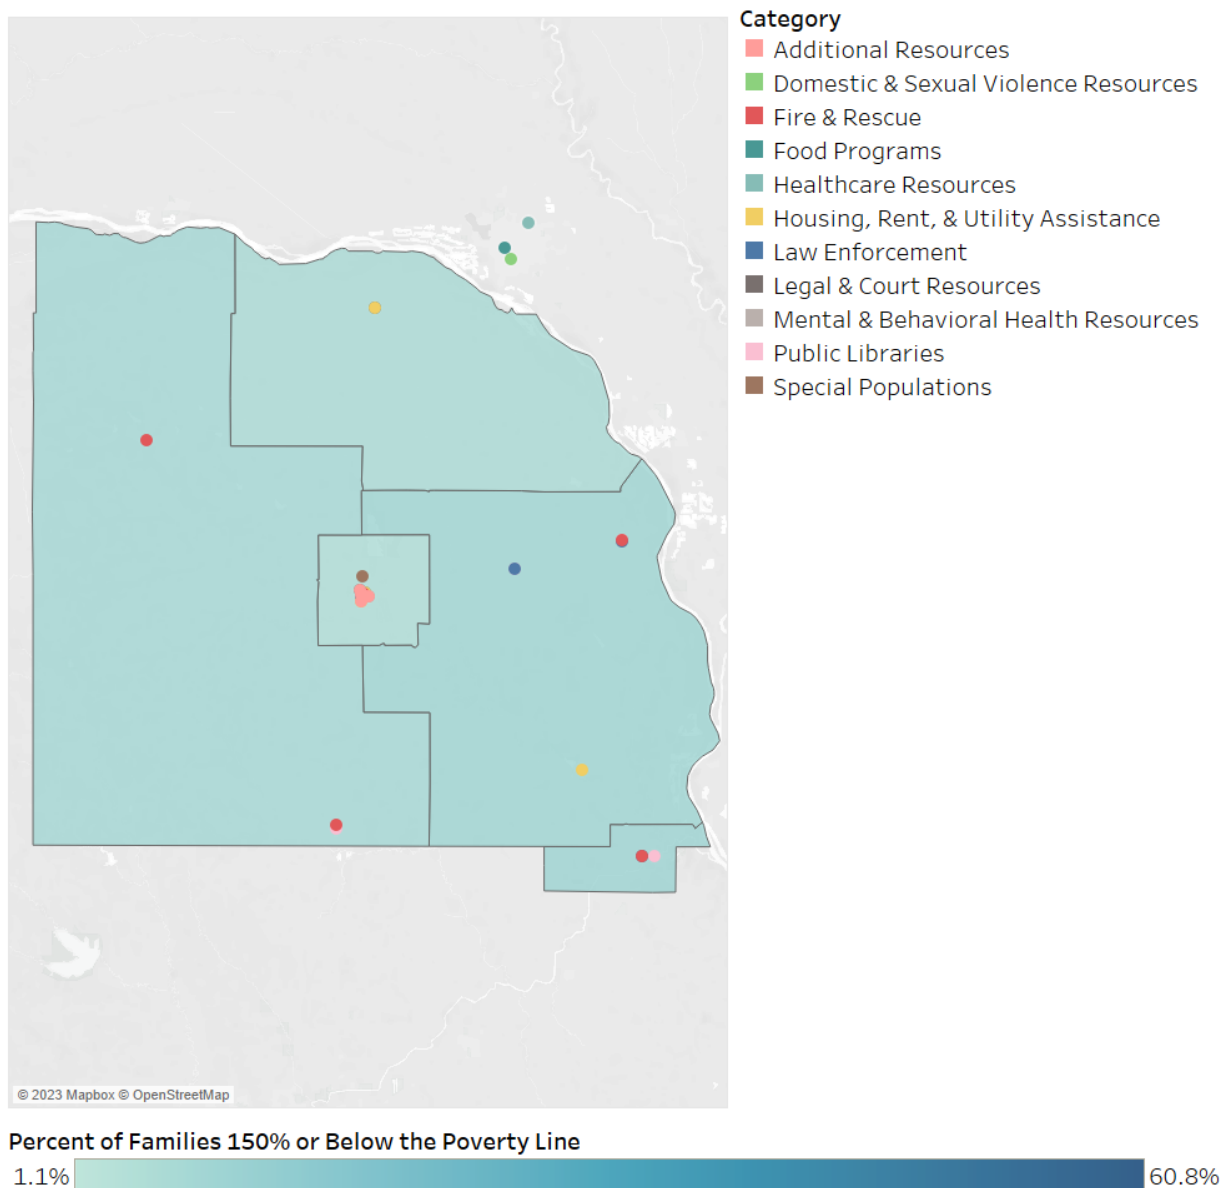 Category
Additional Resources
Domestic & Sexual Violence Resources
Fire & Rescue
Food Programs
Healthcare Resources
Housing, Rent, & Utility Assistance
Law Enforcement
Legal & Court Resources
Mental & Behavioral Health Resources
Public Libraries
Special Populations
© 2023 Mapbox © OpenStreetMap
Percent of Families 150% or Below the Poverty Line
1.1% 60.8%